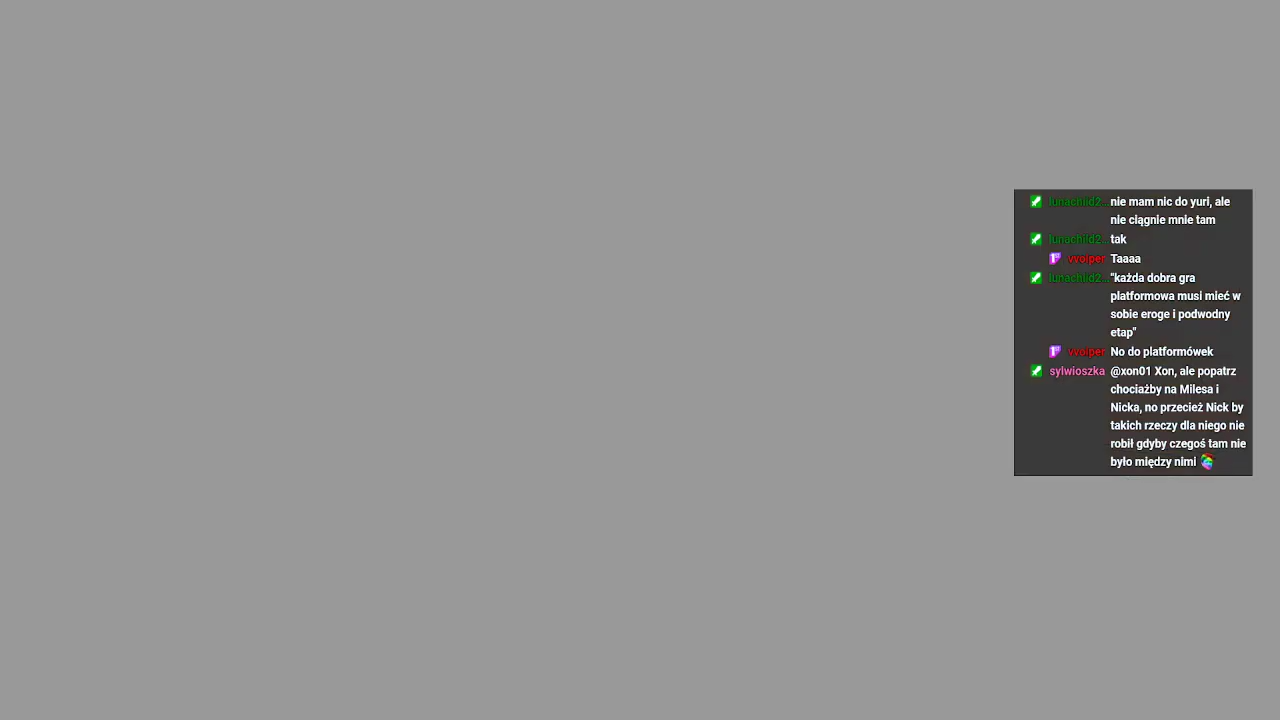 lunachild2... nie mam nic do yuri, ale
nie ciągnie mnie tam
lunachild2... tak
vvoiper Taaaa
lunachild2... "każda dobra gra
platformowa musi mieć w
sobie eroge i podwodny
etap"
vvoiper No do platformówek
sylwioszka @xon01 Xon, ale popatrz
chociażby na Milesa i
Nicka, no przecież Nick by
takich rzeczy dla niego nie
robił gdyby czegoś tam nie
było między nimi